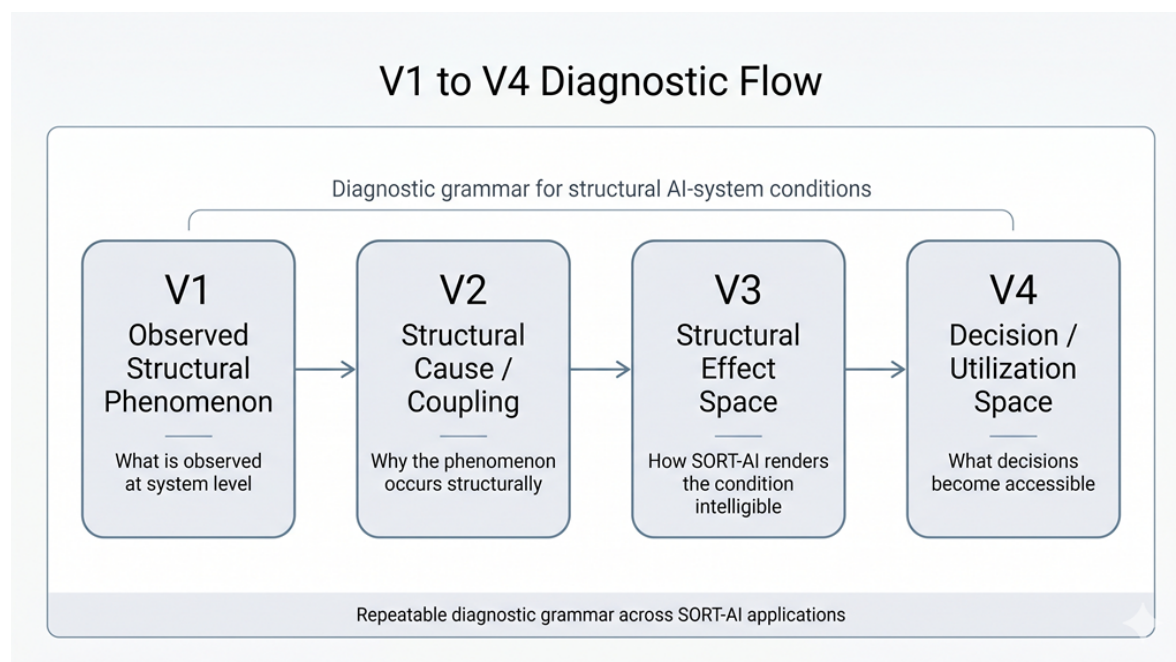 V1 to V4 Diagnostic Flow
Diagnostic grammar for structural AI-system conditions
V1
Observed
Structural
Phenomenon
What is observed
at system level
V2
Structural
Cause /
Coupling
Why the phenomenon
occurs structurally
V3
Structural
Effect
Space
How SORT-AI renders
the condition
intelligible
V4
Decision /
Utilization
Space
What decisions
become accessible
Repeatable diagnostic grammar across SORT-AI applications